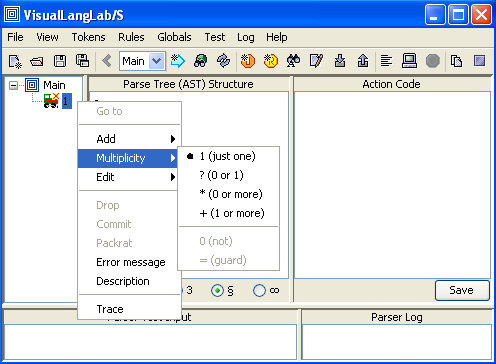 VisualLangLab/S
File View Tokens Rules Globals Test Log Help
Main
Main
1
Parse Tree (AST) Structure
Action Code
Go to
Add
Multiplicity
Edit
Drop
Commit
Packrat
Error message
Description
Trace
1 (just one)
? (0 or 1)
* (0 or more)
+ (1 or more)
0 (not)
= (guard)
3 § ∞
Save
Parser Test Input
Parser Log